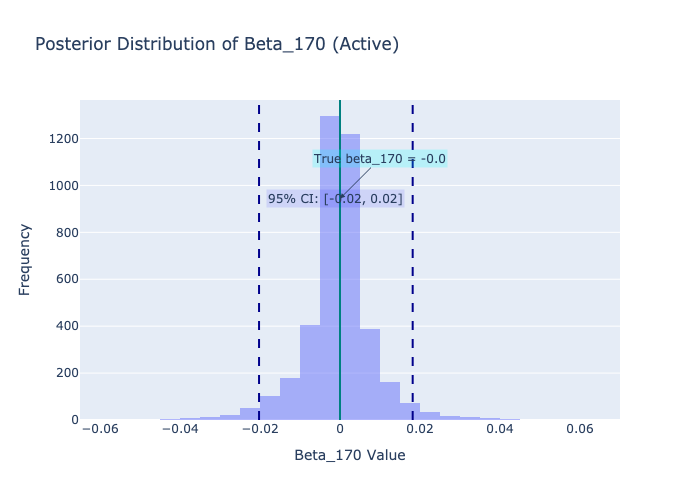 Posterior Distribution of Beta_170 (Active)
1200
1000
800
600
400
200
0
Frequency
True beta_170 = -0.0
95% CI: [-0.02, 0.02]
−0.06
−0.04
−0.02
0
0.02
0.04
0.06
Beta_170 Value